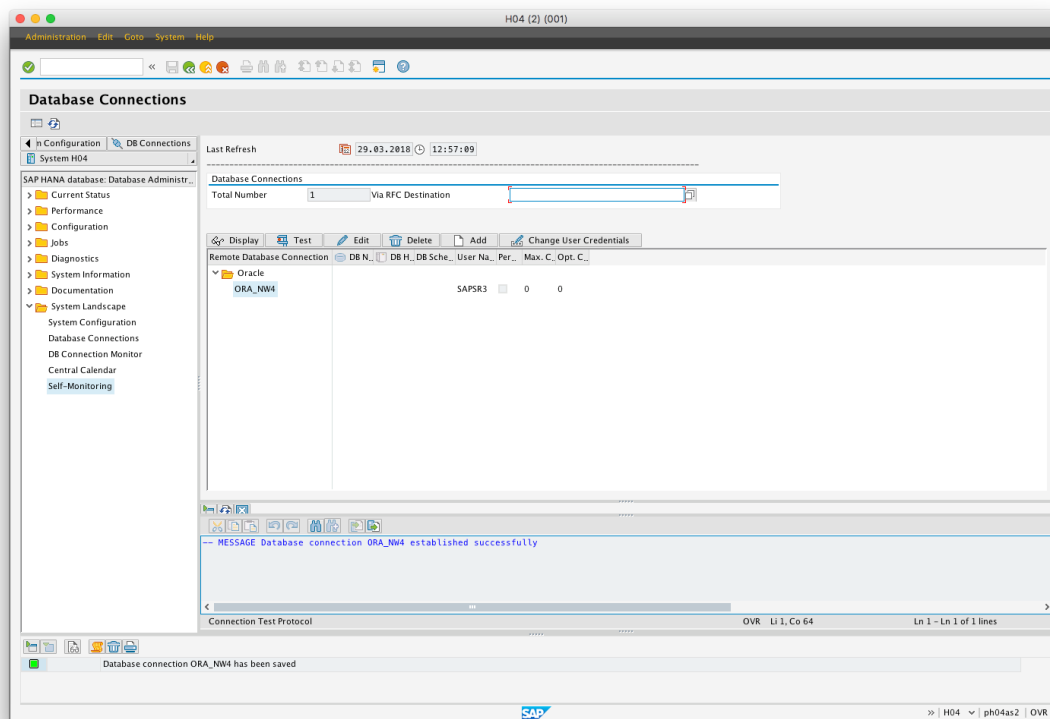 H04 (2) (001)
Administration Edit Goto System Help
«
Database Connections
n Configuration DB Connections
System H04
SAP HANA database: Database Administr..
Current Status
Performance
Configuration
Jobs
Diagnostics
System Information
Documentation
System Landscape
System Configuration
Database Connections
DB Connection Monitor
Central Calendar
Self-Monitoring
Last Refresh 29.03.2018 12:57:09
Database Connections
Total Number 1 Via RFC Destination
Display Test Edit Delete Add Change User Credentials
Remote Database Connection DB N.. DB H.. DB Sche.. User Na.. Per.. Max. C.. Opt. C..
Oracle
ORA_NW4 SAPSR3 0 0
-- MESSAGE Database connection ORA_NW4 established successfully
Connection Test Protocol OVR Li 1, Co 64 Ln 1 - Ln 1 of 1 lines
Database connection ORA_NW4 has been saved
SAP » H04 ph04as2 OVR